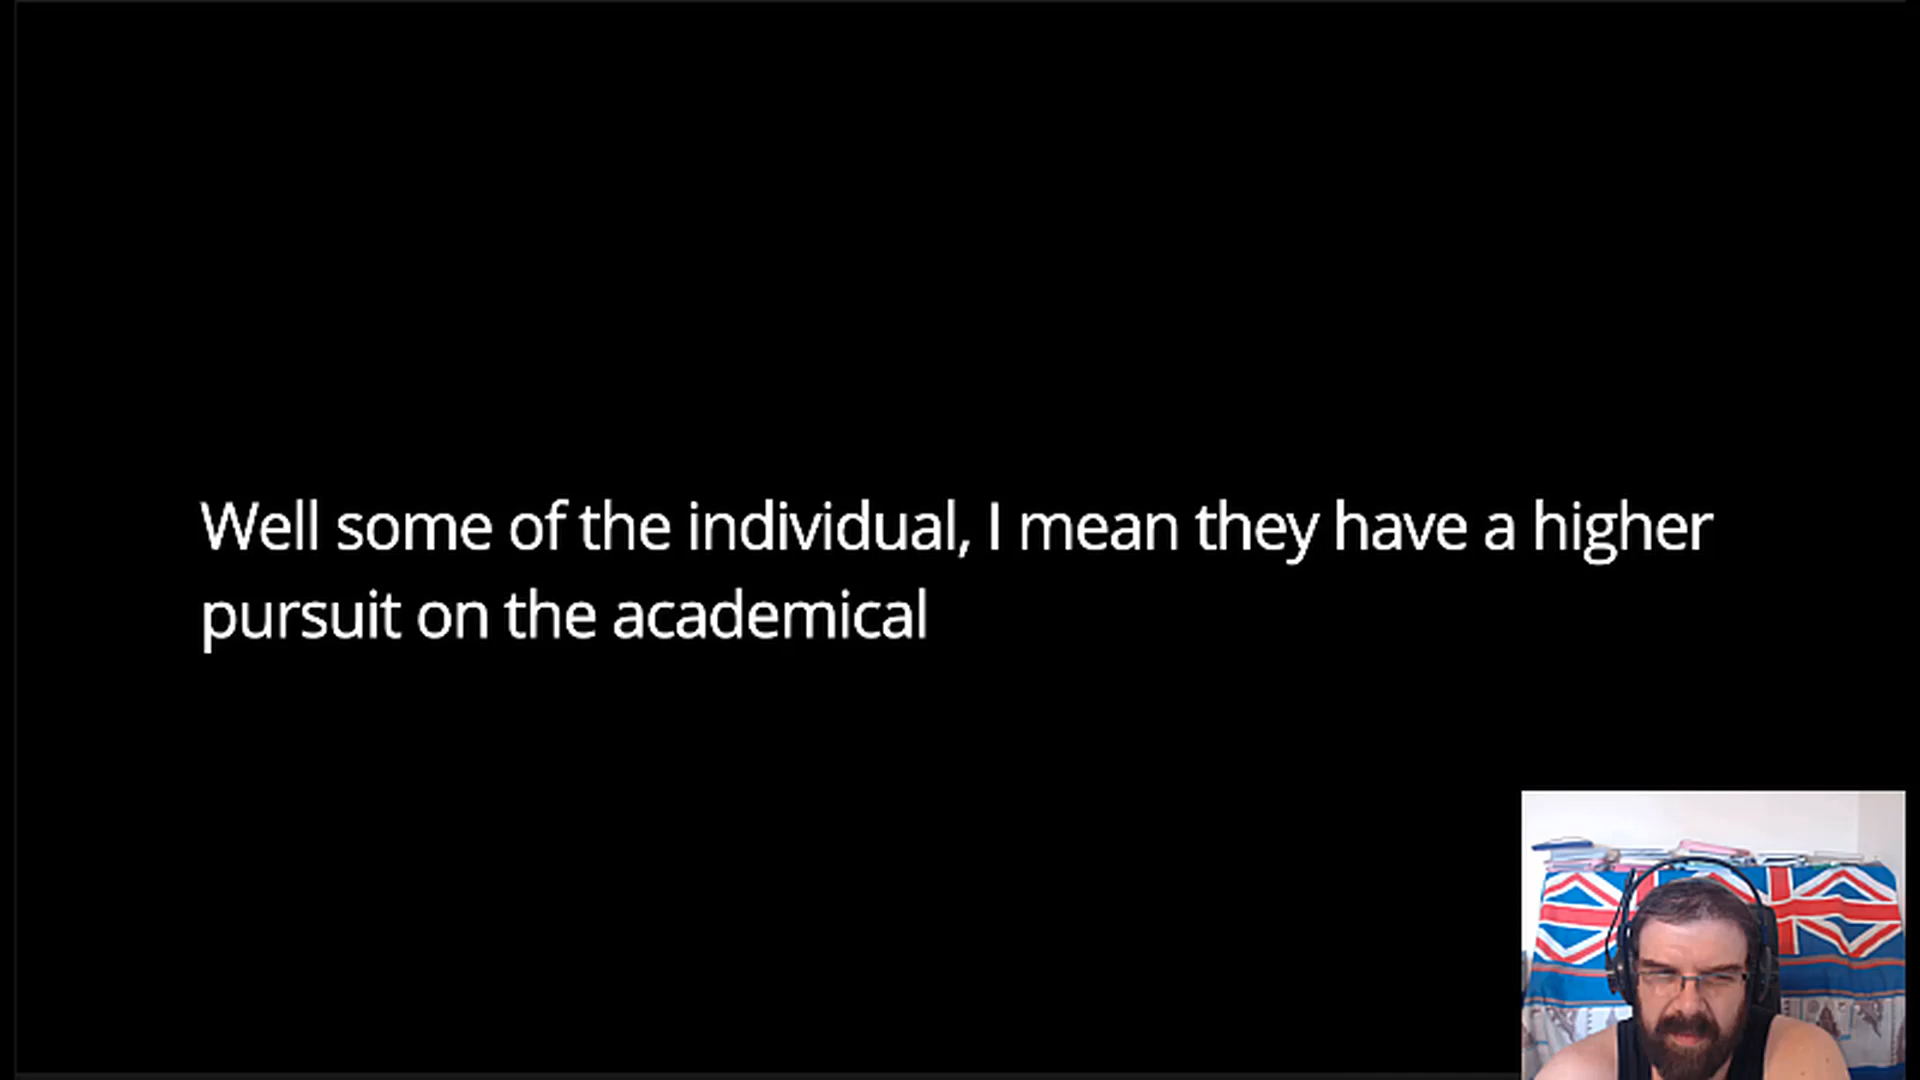 Well some of the individual, I mean they have a higher
pursuit on the academical